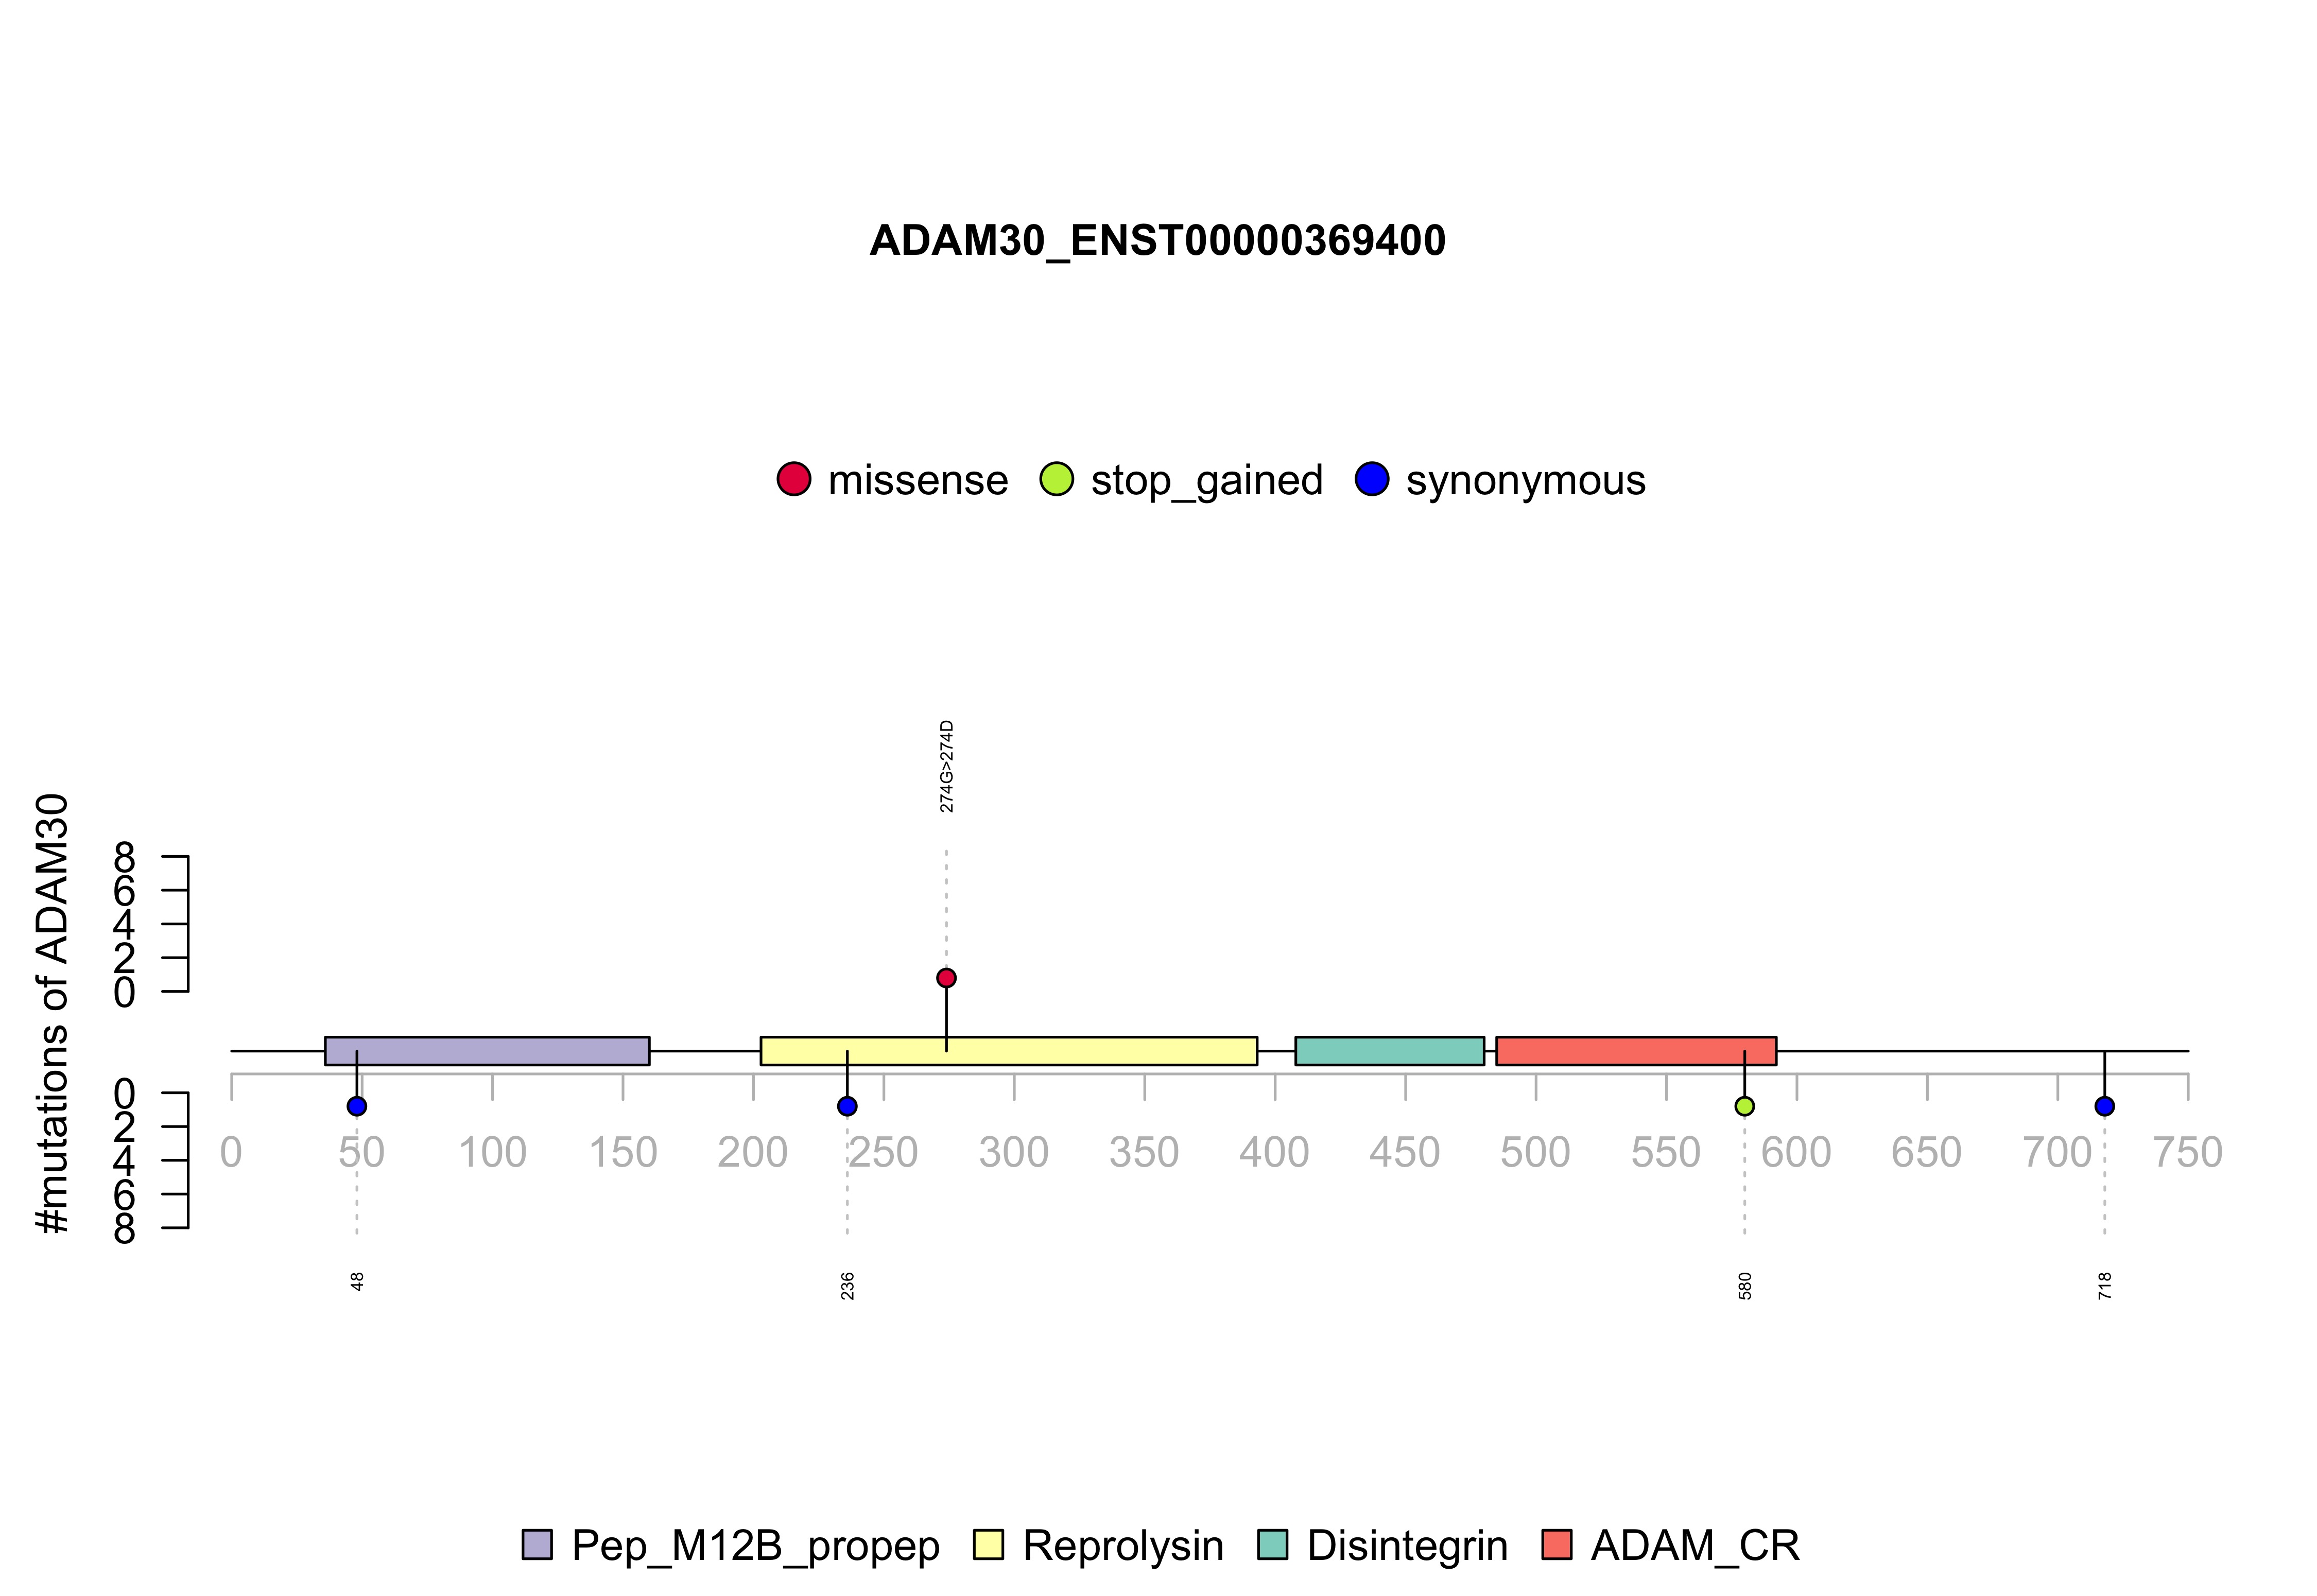 ADAM30_ENST00000369400
missense stop_gained synonymous
274G>274D
#mutations of ADAM30
8
6
4
2
0
0
2
4
6
8
0 50 100 150 200 250 300 350 400 450 500 550 600 650 700 750
48 236 580 718
Pep_M12B_propep Reprolysin Disintegrin ADAM_CR